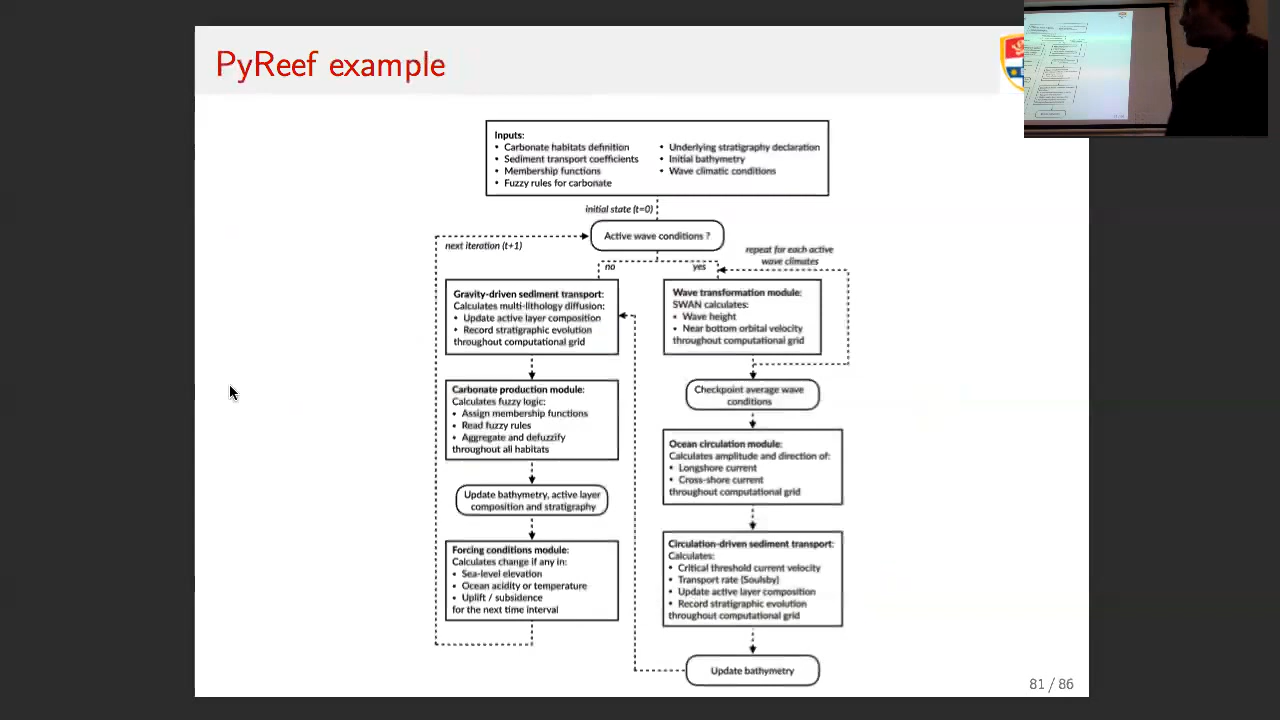 PyReef example
Inputs:
• Carbonate habitats definition
• Sediment transport coefficients
• Membership functions
• Fuzzy rules for carbonate
• Underlying stratigraphy declaration
• Initial bathymetry
• Wave climatic conditions
initial state (t=0)
Active wave conditions ?
next iteration (t+1)
no
yes
repeat for each active
wave climates
Gravity-driven sediment transport:
Calculates multi-lithology diffusion:
• Update active layer composition
• Record stratigraphic evolution
throughout computational grid
Carbonate production module:
Calculates fuzzy logic:
• Assign membership functions
• Read fuzzy rules
• Aggregate and defuzzify
throughout all habitats
Update bathymetry, active layer
composition and stratigraphy
Forcing conditions module:
Calculates change if any in:
• Sea-level elevation
• Ocean acidity or temperature
• Uplift / subsidence
for the next time interval
Wave transformation module:
SWAN calculates:
• Wave height
• Near bottom orbital velocity
throughout computational grid
Checkpoint average wave
conditions
Ocean circulation module:
Calculates amplitude and direction of:
• Longshore current
• Cross-shore current
throughout computational grid
Circulation-driven sediment transport:
Calculates:
• Critical threshold current velocity
• Transport rate (Soulsby)
• Update active layer composition
• Record stratigraphic evolution
throughout computational grid
Update bathymetry
81 / 86